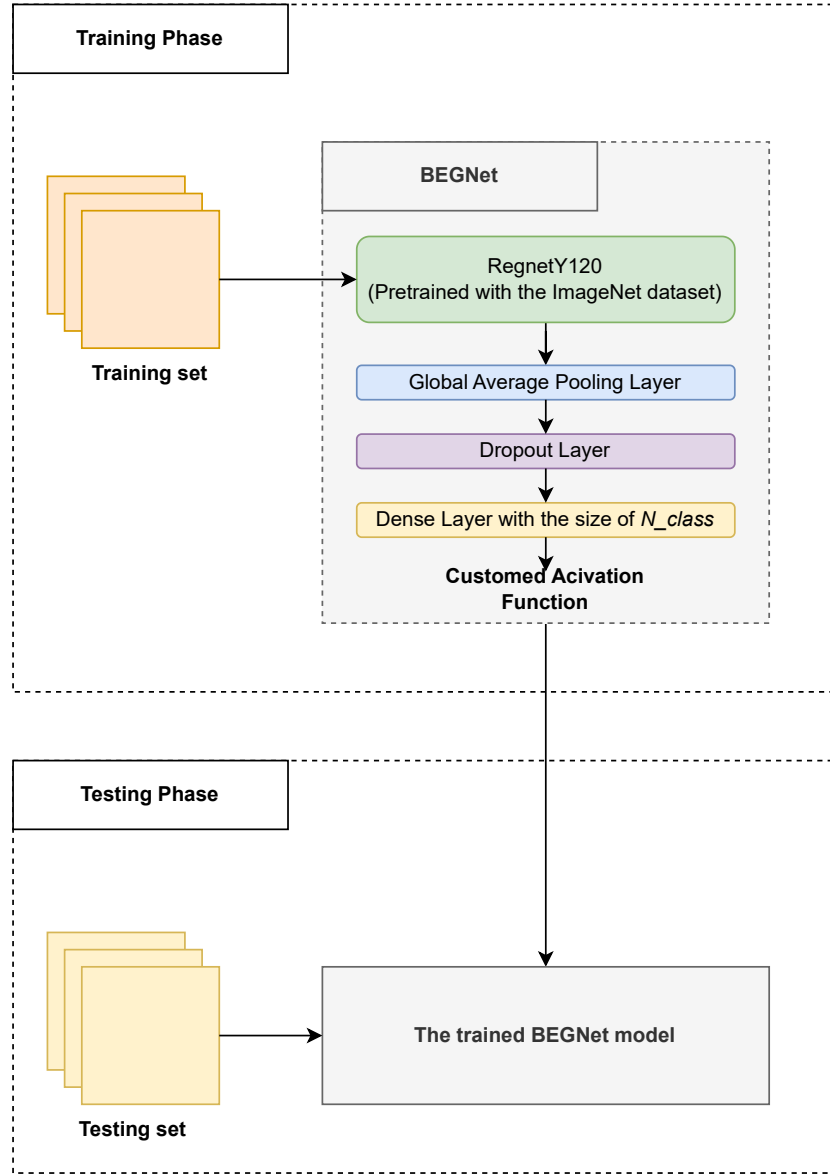 Training Phase
BEGNet
RegnetY120
(Pretrained with the ImageNet dataset)
Training set
Global Average Pooling Layer
Dropout Layer
Dense Layer with the size of N_class
Customed Acivation
Function
Testing Phase
The trained BEGNet model
Testing set